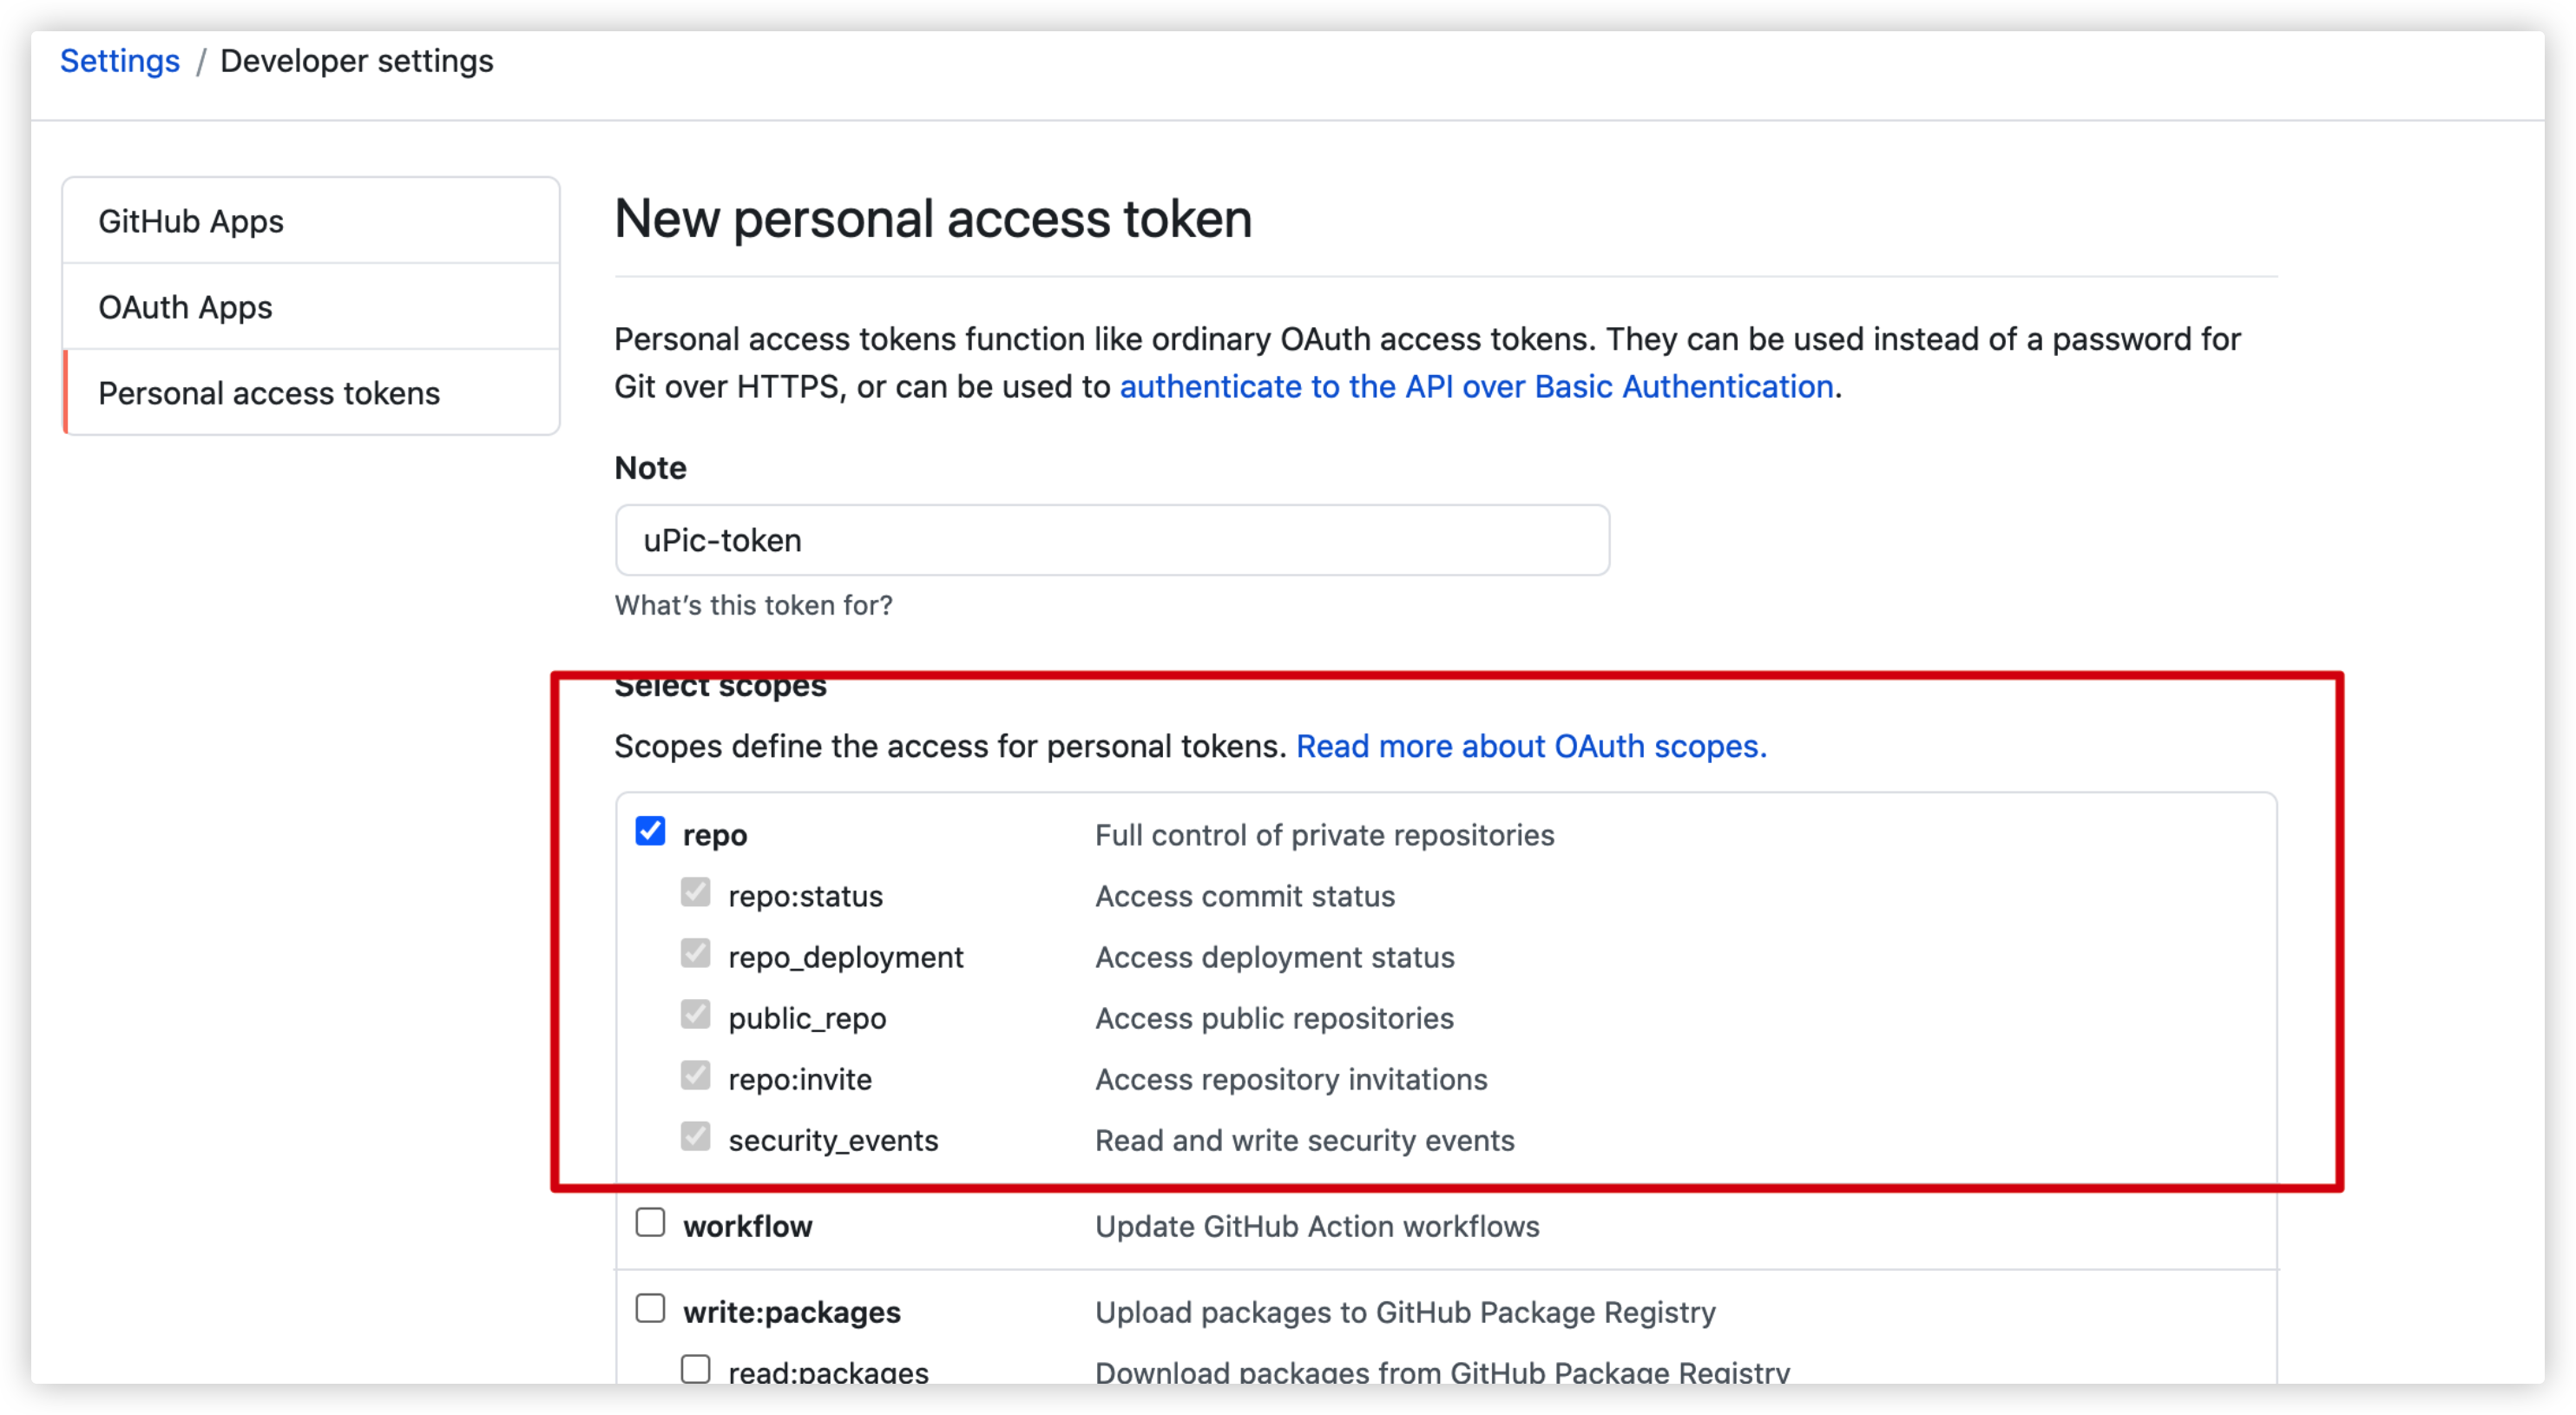 Settings / Developer settings
GitHub Apps
OAuth Apps
Personal access tokens
New personal access token
Personal access tokens function like ordinary OAuth access tokens. They can be used instead of a password for
Git over HTTPS, or can be used to authenticate to the API over Basic Authentication.
Note
uPic-token
What's this token for?
Select scopes
Scopes define the access for personal tokens. Read more about OAuth scopes.
repo Full control of private repositories
repo:status Access commit status
repo_deployment Access deployment status
public_repo Access public repositories
repo:invite Access repository invitations
security_events Read and write security events
workflow Update GitHub Action workflows
write:packages Upload packages to GitHub Package Registry
read:packages Download packages from GitHub Package Registry